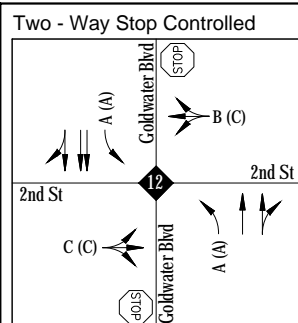 Two - Way Stop Controlled
Goldwater Blvd
STOP
A (A)
B (C)
2nd St
12
2nd St
C (C)
A (A)
STOP
Goldwater Blvd